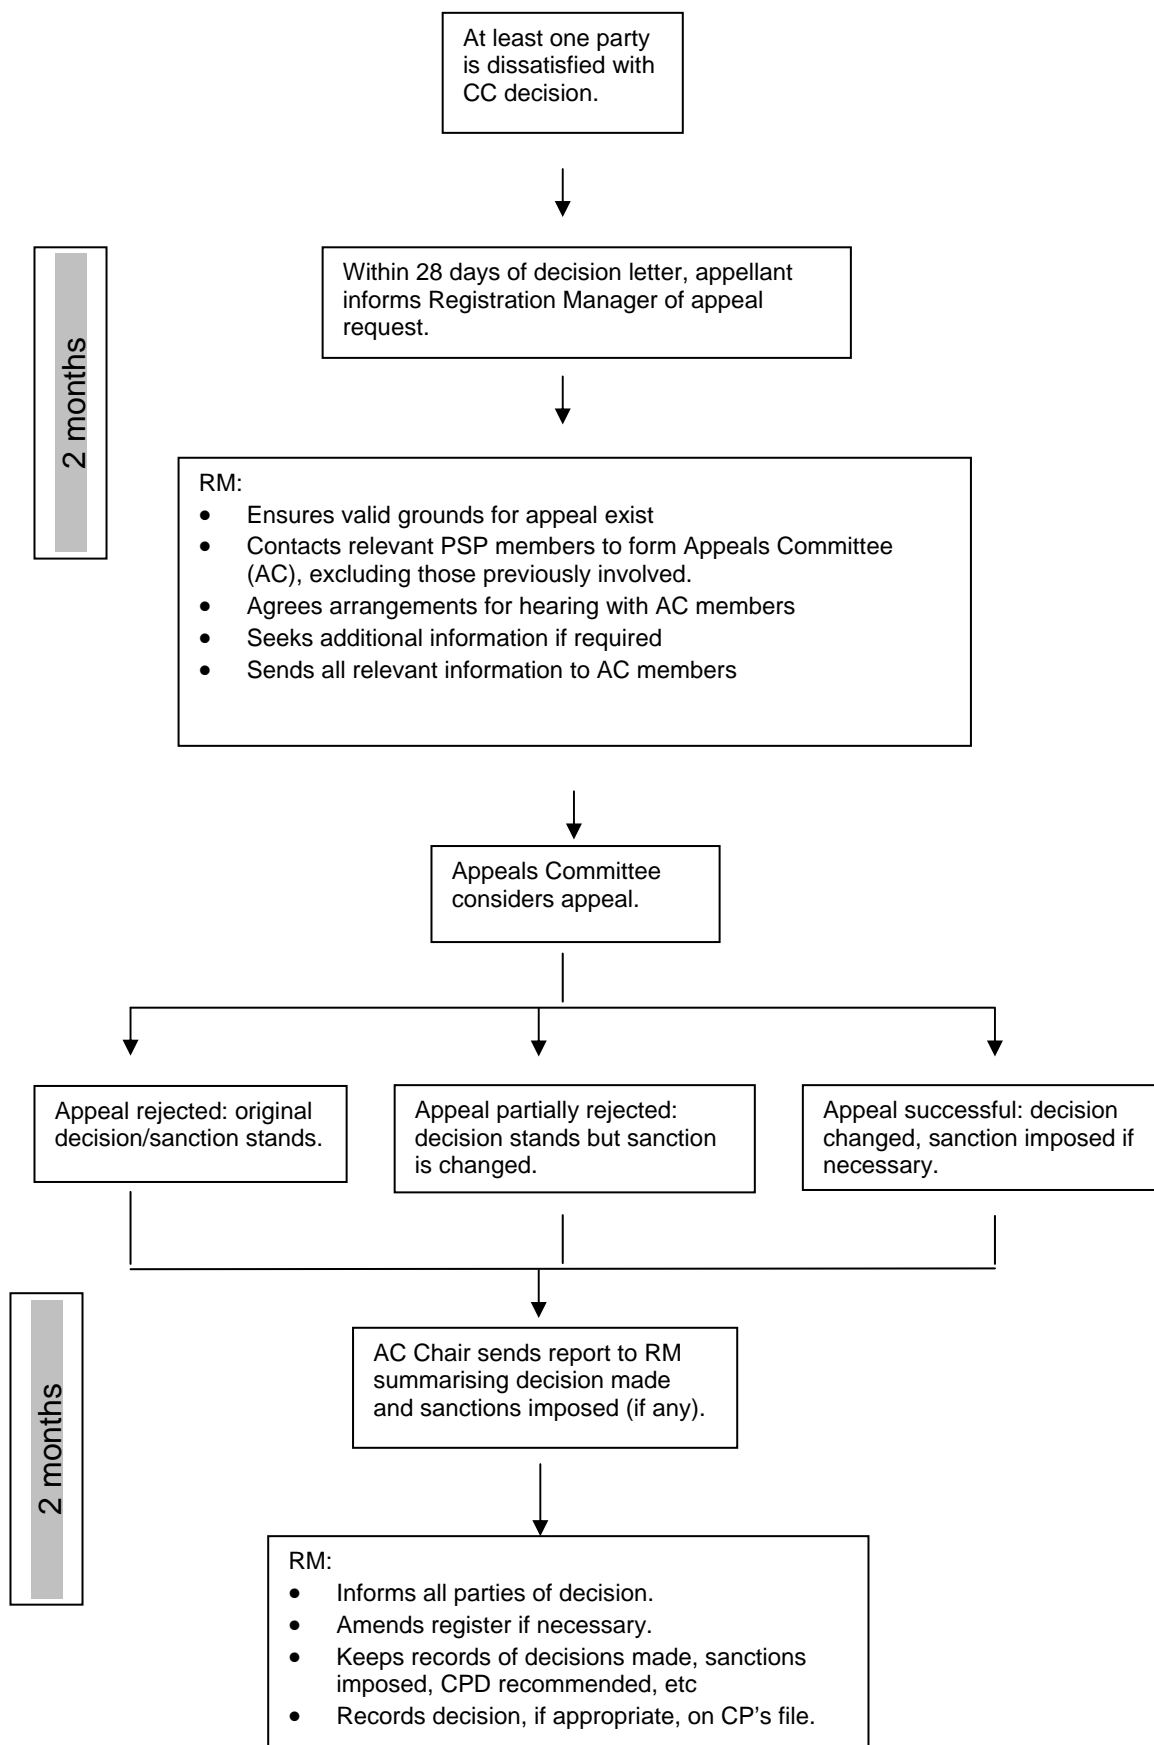 At least one party
is dissatisfied with
CC decision.
2 months
Within 28 days of decision letter, appellant
informs Registration Manager of appeal
request.
RM:
• Ensures valid grounds for appeal exist
• Contacts relevant PSP members to form Appeals Committee
(AC), excluding those previously involved.
• Agrees arrangements for hearing with AC members
• Seeks additional information if required
• Sends all relevant information to AC members
Appeals Committee
considers appeal.
Appeal rejected: original
decision/sanction stands.
Appeal partially rejected:
decision stands but sanction
is changed.
Appeal successful: decision
changed, sanction imposed if
necessary.
2 months
AC Chair sends report to RM
summarising decision made
and sanctions imposed (if any).
RM:
• Informs all parties of decision.
• Amends register if necessary.
• Keeps records of decisions made, sanctions
imposed, CPD recommended, etc
• Records decision, if appropriate, on CP’s file.